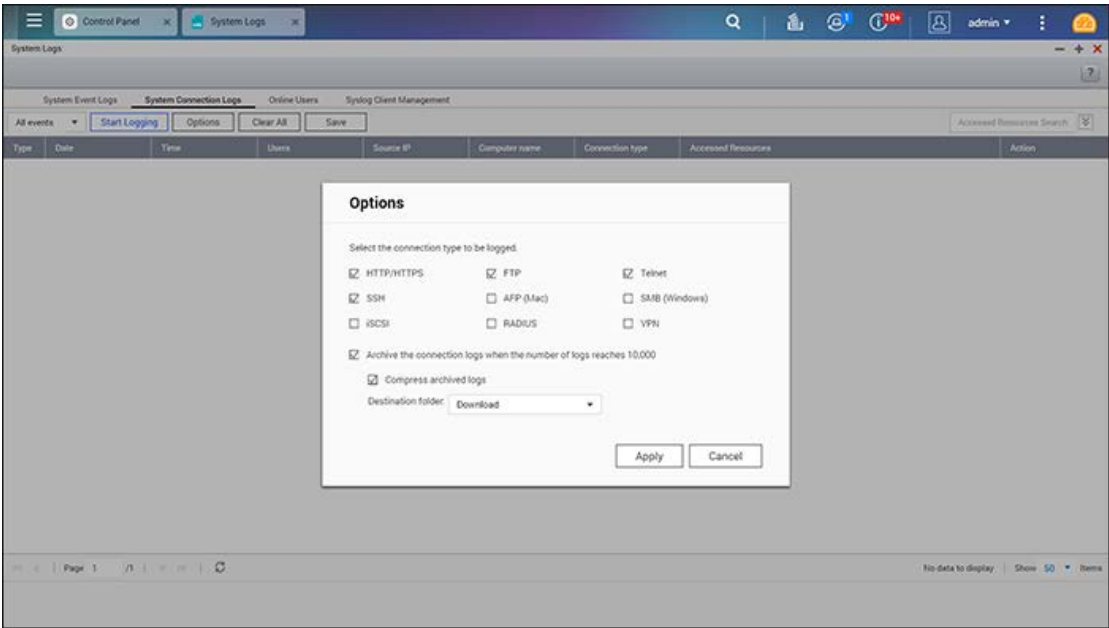 Control Panel × System Logs × 1 10+ admin
System Logs
?
System Event Logs System Connection Logs Online Users Syslog Client Management
All events Start Logging Options Clear All Save Accessed Resources Search
Type Date Time Users Source IP Computer name Connection type Accessed Resources Action
Options
Select the connection type to be logged.
HTTP/HTTPS FTP Telnet
SSH AFP (Mac) SMB (Windows)
iSCSI RADIUS VPN
Archive the connection logs when the number of logs reaches 10,000
Compress archived logs
Destination folder: Download
Apply Cancel
Page 1 /1 No data to display Show 50 Items